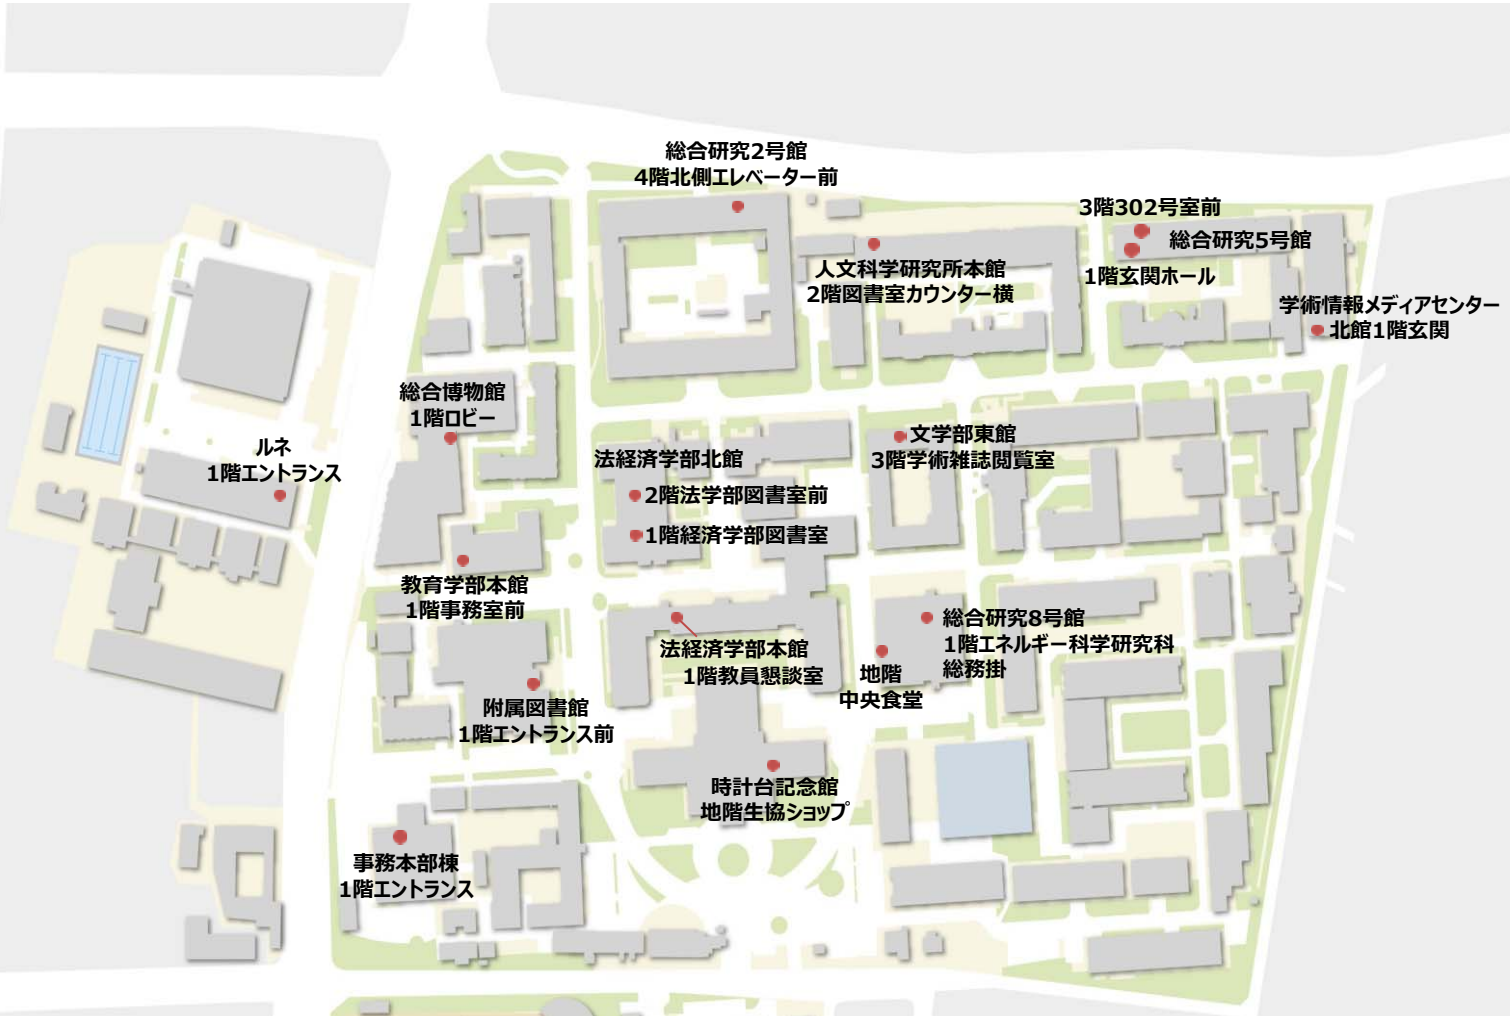 総合研究2号館
4階北側エレベーター前
3階302号室前
総合研究5号館
1階玄関ホール
人文科学研究所本館
2階図書室カウンター横
学術情報メディアセンター
北館1階玄関
総合博物館
1階ロビー
ルネ
1階エントランス
法経済学部北館
2階法学部図書室前
1階経済学部図書室
文学部東館
3階学術雑誌閲覧室
教育学部本館
1階事務室前
法経済学部本館
1階教員懇談室
総合研究8号館
1階エネルギー科学研究科
総務掛
地階
中央食堂
附属図書館
1階エントランス前
時計台記念館
地階生協ショップ
事務本部棟
1階エントランス